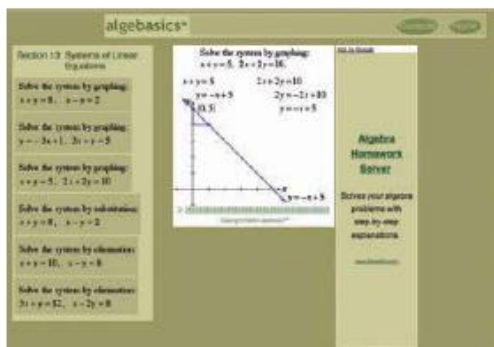 algebasics™
Section 13 Systems of Linear
Equations
Solve the system by graphing:
x + y = 8, x - y = 2
Solve the system by graphing:
y = -3x + 1, 3x + y = 5
Solve the system by graphing:
x + y = 5, 2x + 2y = 10
Solve the system by substitution:
x + y = 8, x - y = 2
Solve the system by elimination:
x + y = 10, x - y = 8
Solve the system by elimination:
5x + y = 12, x - 2y = 8
Solve the system by graphing:
x + y = 5, 2x + 2y = 10.
x + y = 5 2x + 2y = 10
y = -x + 5 2y = -2x + 10
(0, 5) y = -x + 5
x
y = -x + 5
Algebra
Homework
Solver
Solves your algebra
problems with
step-by-step
explanations.